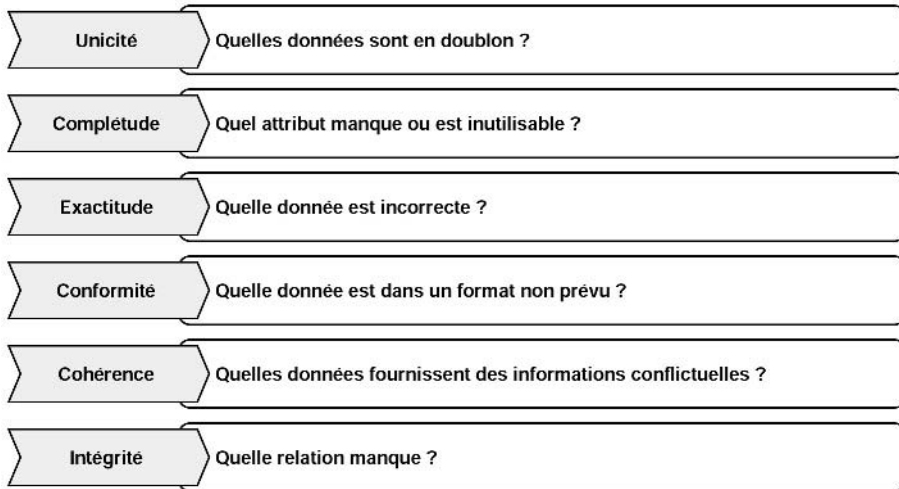 Unicité Quelles données sont en doublon ?
Complétude Quel attribut manque ou est inutilisable ?
Exactitude Quelle donnée est incorrecte ?
Conformité Quelle donnée est dans un format non prévu ?
Cohérence Quelles données fournissent des informations conflictuelles ?
Intégrité Quelle relation manque ?